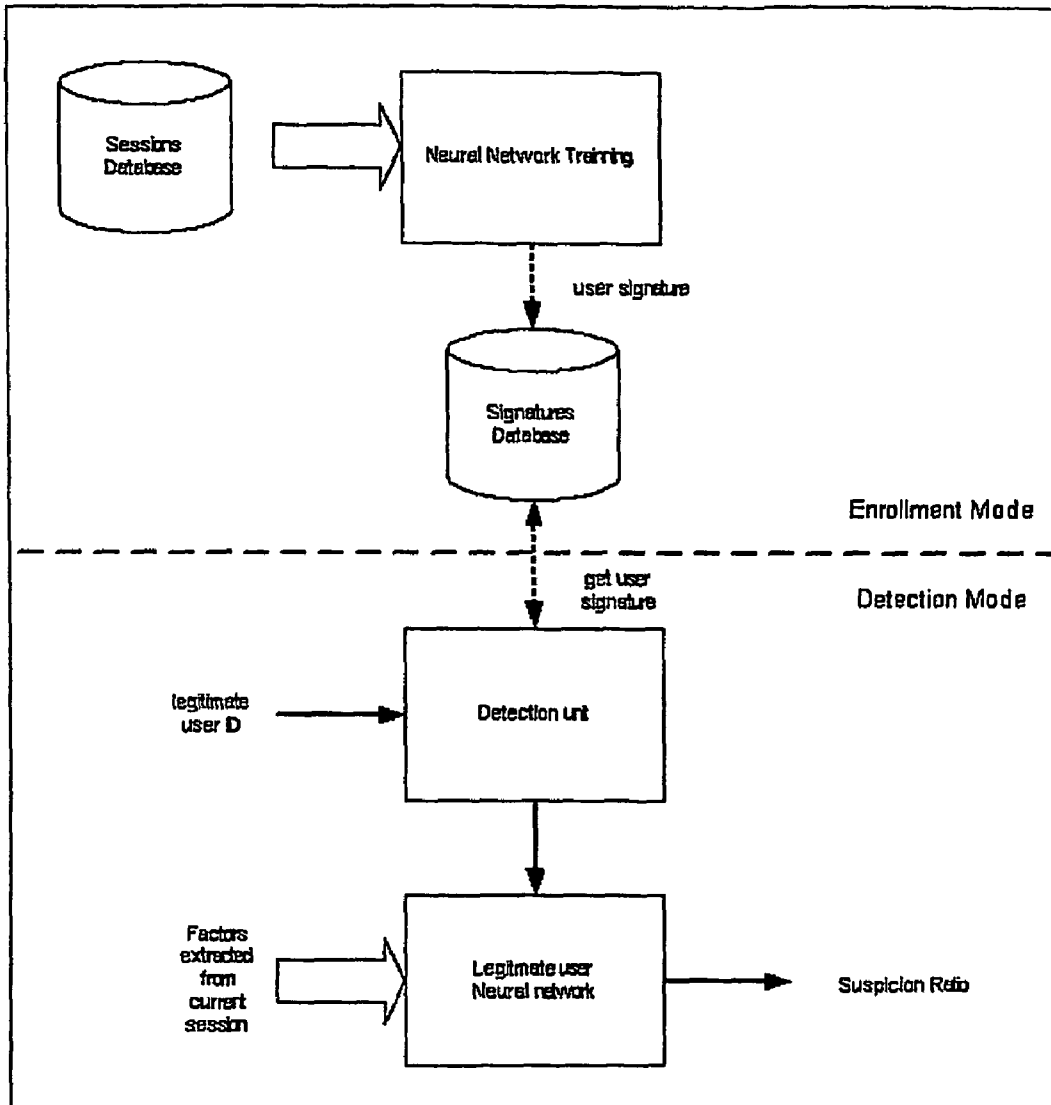 Sessions
Database
Neural Network Training
user signature
Signatures
Database
Enrollment Mode
get user
signature
Detection Mode
legitimate
user ID
Detection unit
Factors
extracted
from
current
session
Legitimate user
Neural network
Suspicion Ratio